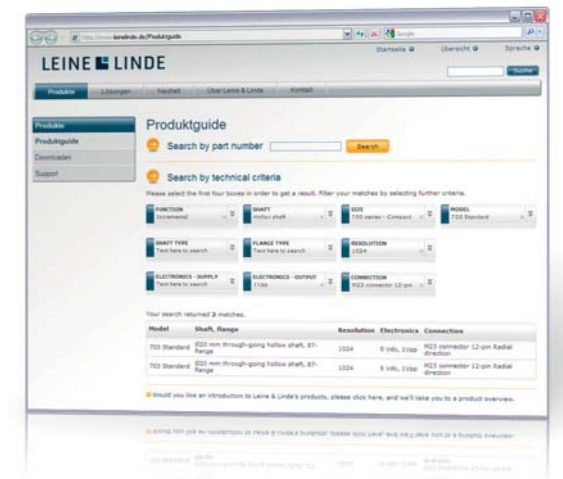 leinelinde.de/Produktguide
Google
Startseite Übersicht Sprache
LEINE LINDE
Suche
Produkte Lösungen Neuheit Über Leine & Linde Kontakt
Produkte
Produktguide
Downloaden
Support
Produktguide
Search by part number Search
Search by technical criteria
Please select the first four boxes in order to get a result. Filter your matches by selecting further criteria.
FUNCTION SHAFT SIZE MODEL
Incremental Hollow shaft 700 series - Compact 703 Standard
SHAFT TYPE FLANGE TYPE RESOLUTION
Text here to search Text here to search 1024
ELECTRONICS - SUPPLY ELECTRONICS - OUTPUT CONNECTION
Text here to search 1Vpp M23 connector 12-pin
Your search returned 2 matches.
Model Shaft, flange Resolution Electronics Connection
703 Standard Ø20 mm through-going hollow shaft, 87-flange 1024 5 Vdc, 1Vpp M23 connector 12-pin Radial direction
703 Standard Ø25 mm through-going hollow shaft, 87-flange 1024 5 Vdc, 1Vpp M23 connector 12-pin Radial direction
Would you like an introduction to Leine & Linde's products, please click here, and we'll take you to a product overview.